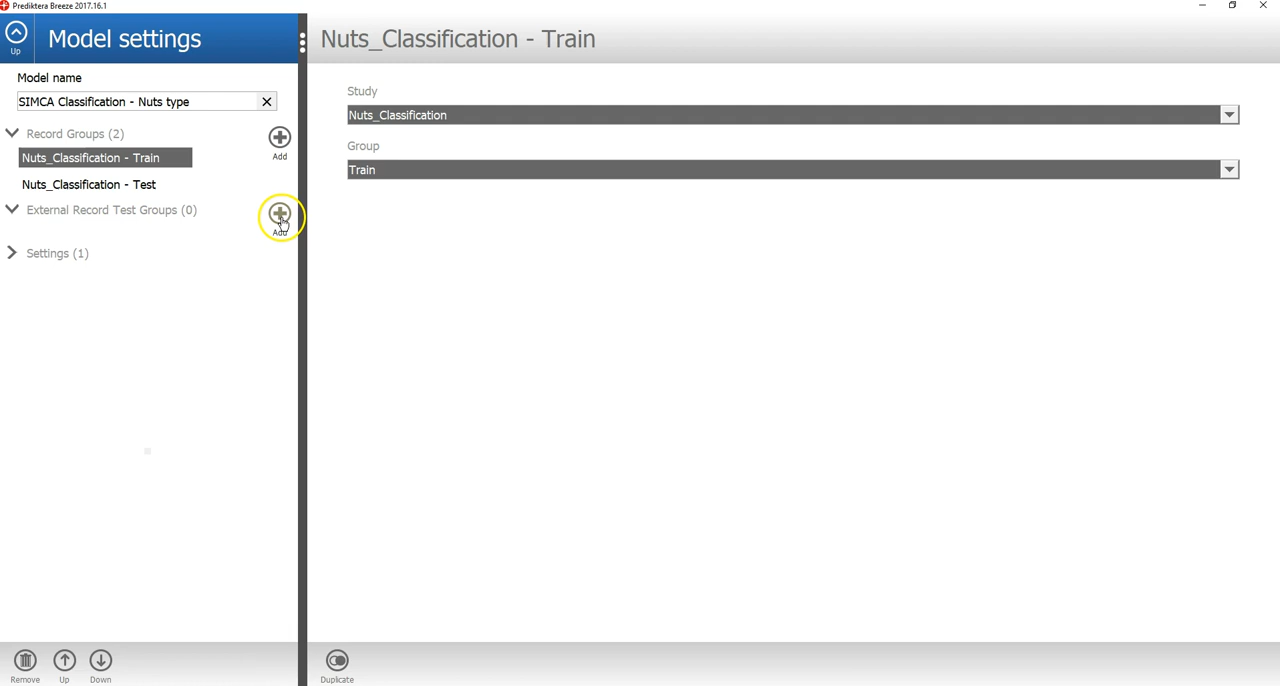 Prediktera Breeze 2017.16.1
Up
Model settings
Nuts_Classification - Train
Model name
SIMCA Classification - Nuts type
Record Groups (2)
Add
Nuts_Classification - Train
Nuts_Classification - Test
External Record Test Groups (0)
Add
Settings (1)
Study
Nuts_Classification
Group
Train
Remove
Up
Down
Duplicate